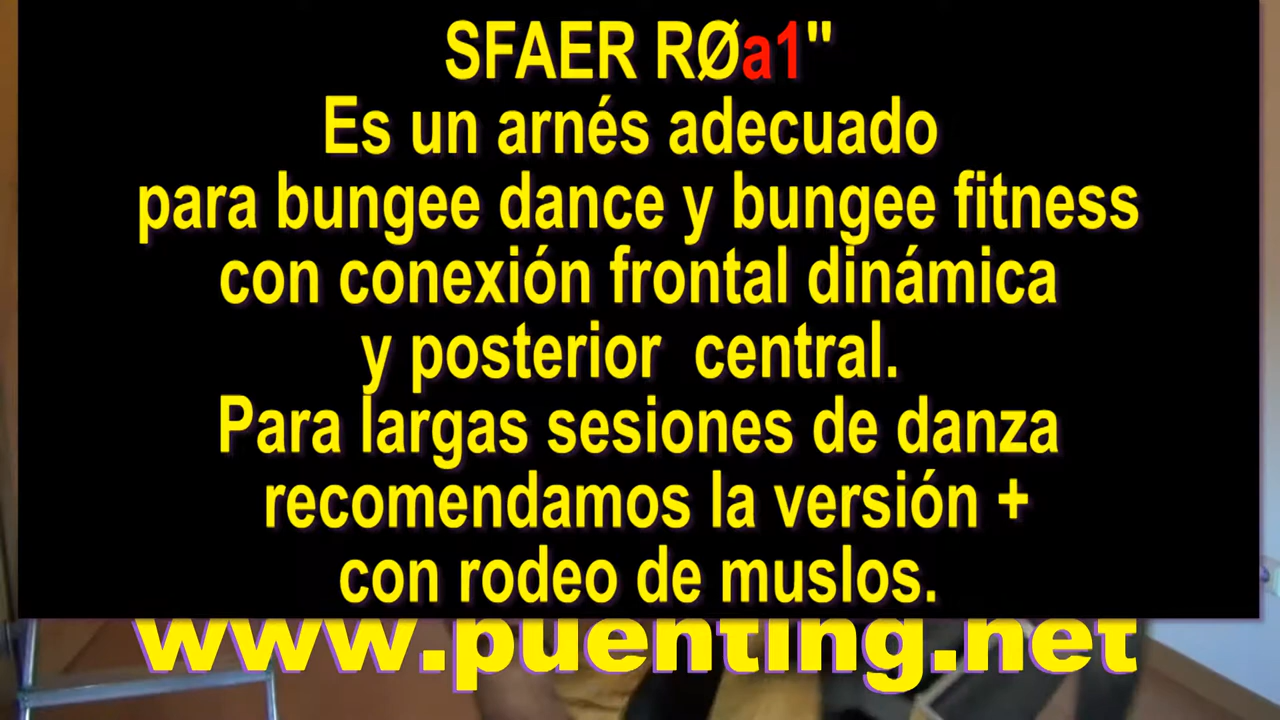 SFAER RØa1"
Es un arnés adecuado
para bungee dance y bungee fitness
con conexión frontal dinámica
y posterior central.
Para largas sesiones de danza
recomendamos la versión +
con rodeo de muslos.
www.puenting.net